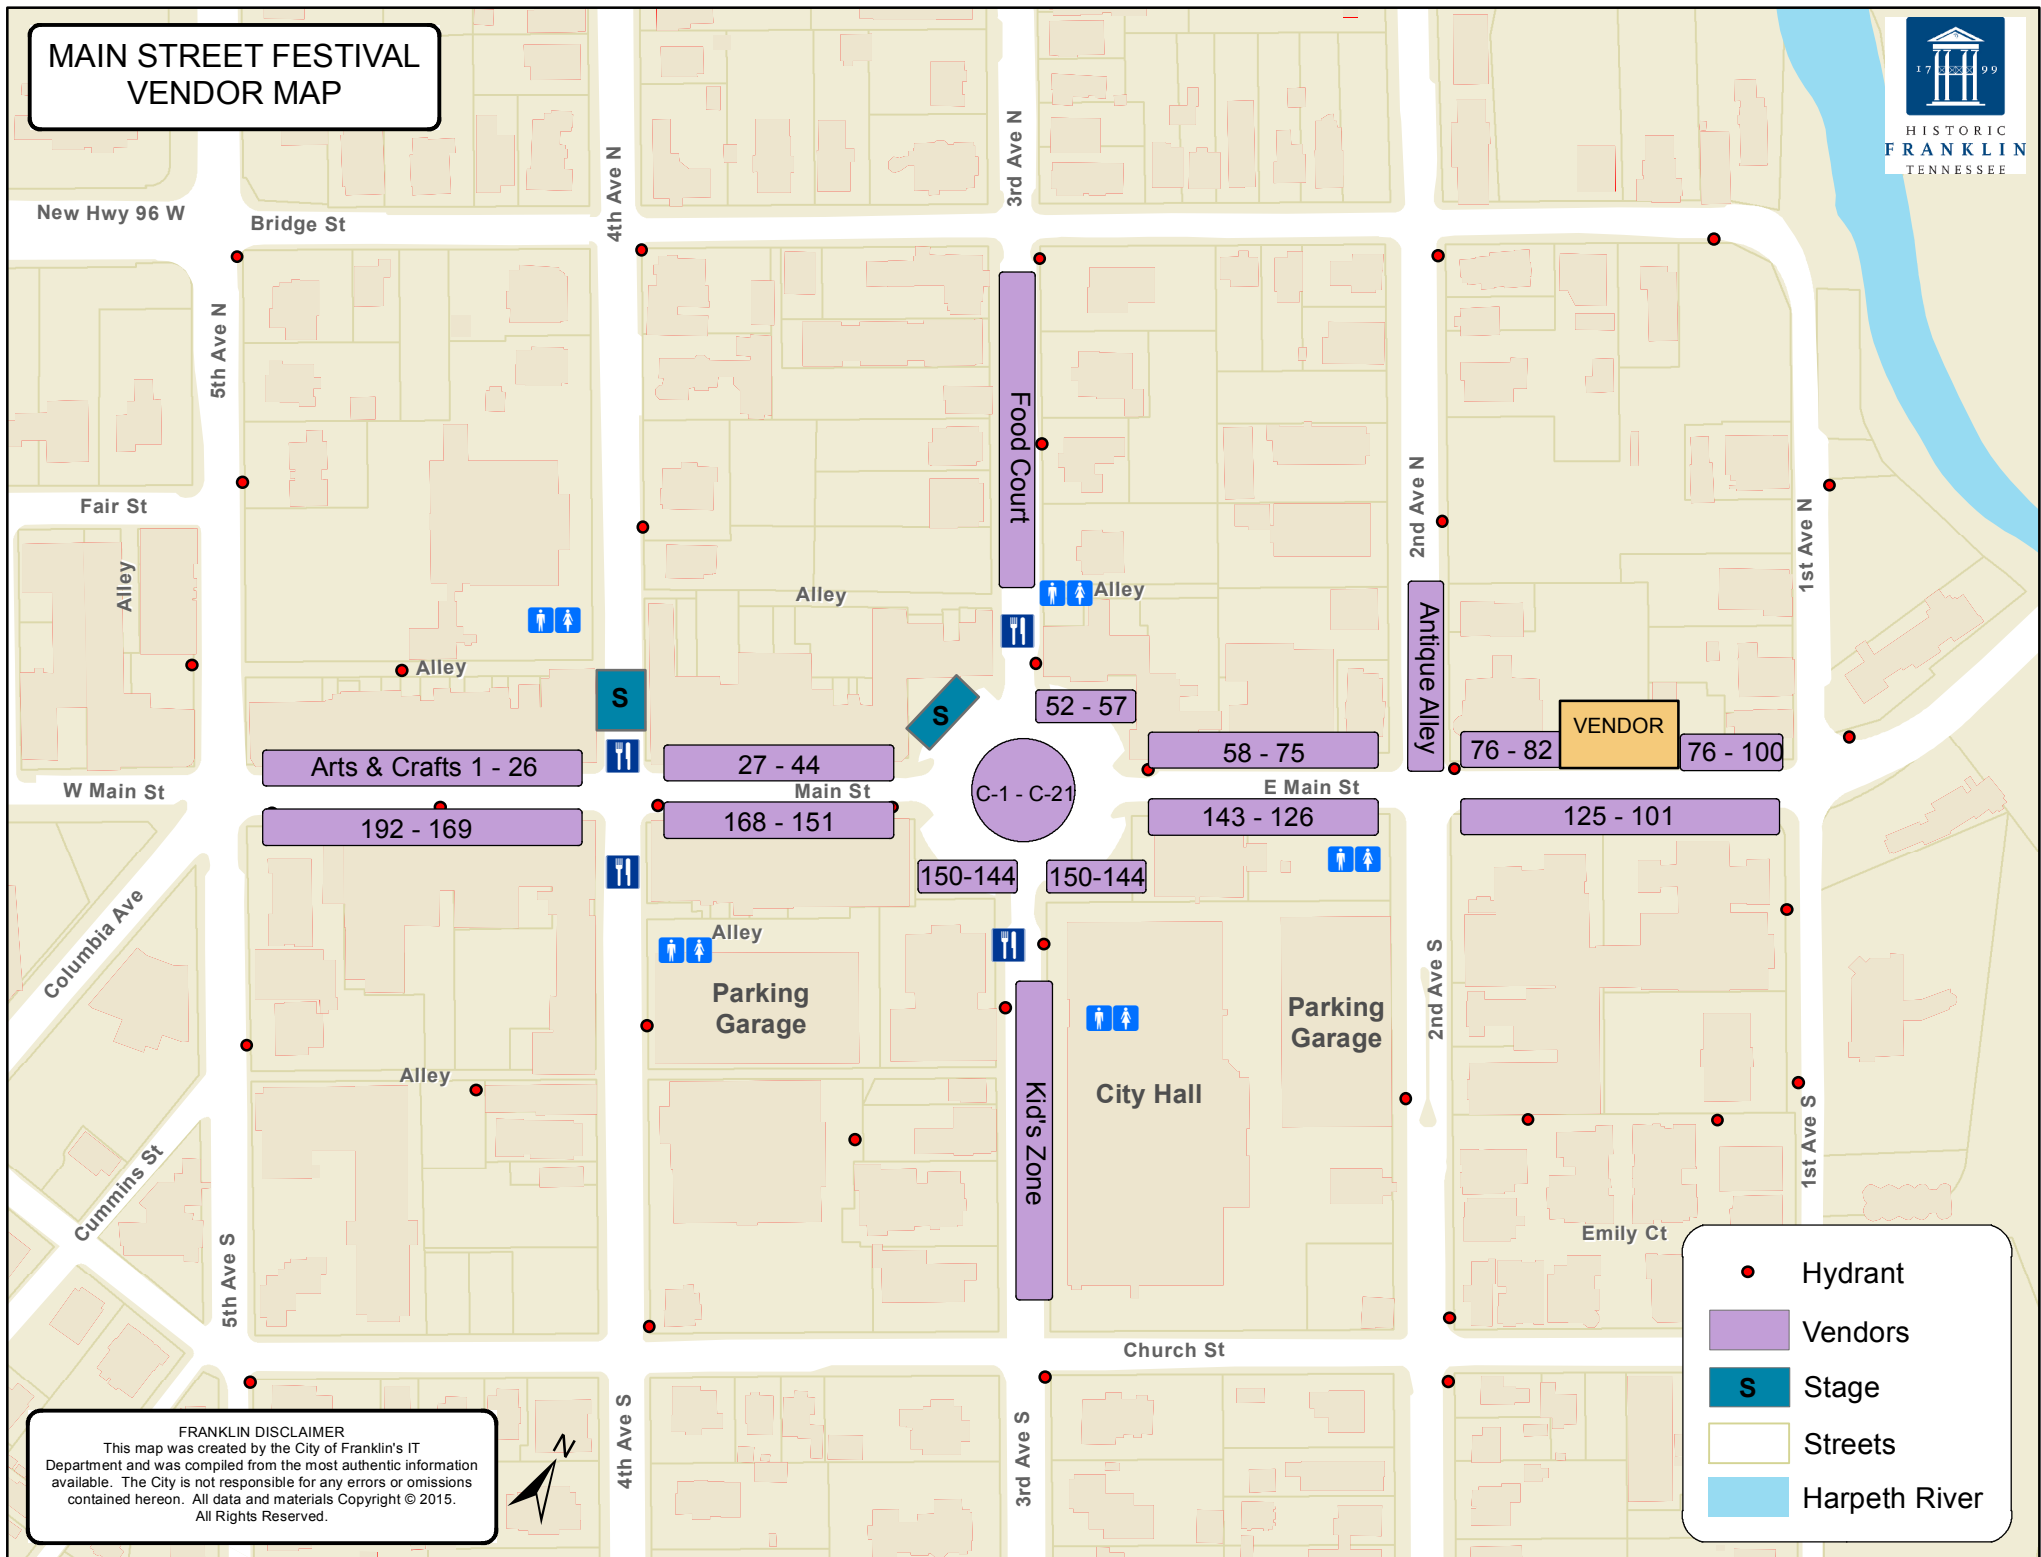 MAIN STREET FESTIVAL
VENDOR MAP
17 99
HISTORIC
FRANKLIN
TENNESSEE
New Hwy 96 W
Bridge St
4th Ave N
3rd Ave N
5th Ave N
Food Court
2nd Ave N
1st Ave N
Fair St
Alley
Alley
Alley
Alley
Antique Alley
S
S
52 - 57
VENDOR
Arts & Crafts 1 - 26
27 - 44
58 - 75
76 - 82
76 - 100
W Main St
Main St
C-1 - C-21
E Main St
192 - 169
168 - 151
143 - 126
125 - 101
150-144
150-144
Columbia Ave
Alley
Parking
Garage
Parking
Garage
2nd Ave S
Alley
City Hall
Kid's Zone
1st Ave S
Cummins St
Emily Ct
5th Ave S
Church St
4th Ave S
3rd Ave S
Hydrant
Vendors
S
Stage
Streets
Harpeth River
FRANKLIN DISCLAIMER
This map was created by the City of Franklin's IT
Department and was compiled from the most authentic information
available. The City is not responsible for any errors or omissions
contained hereon. All data and materials Copyright © 2015.
All Rights Reserved.
N